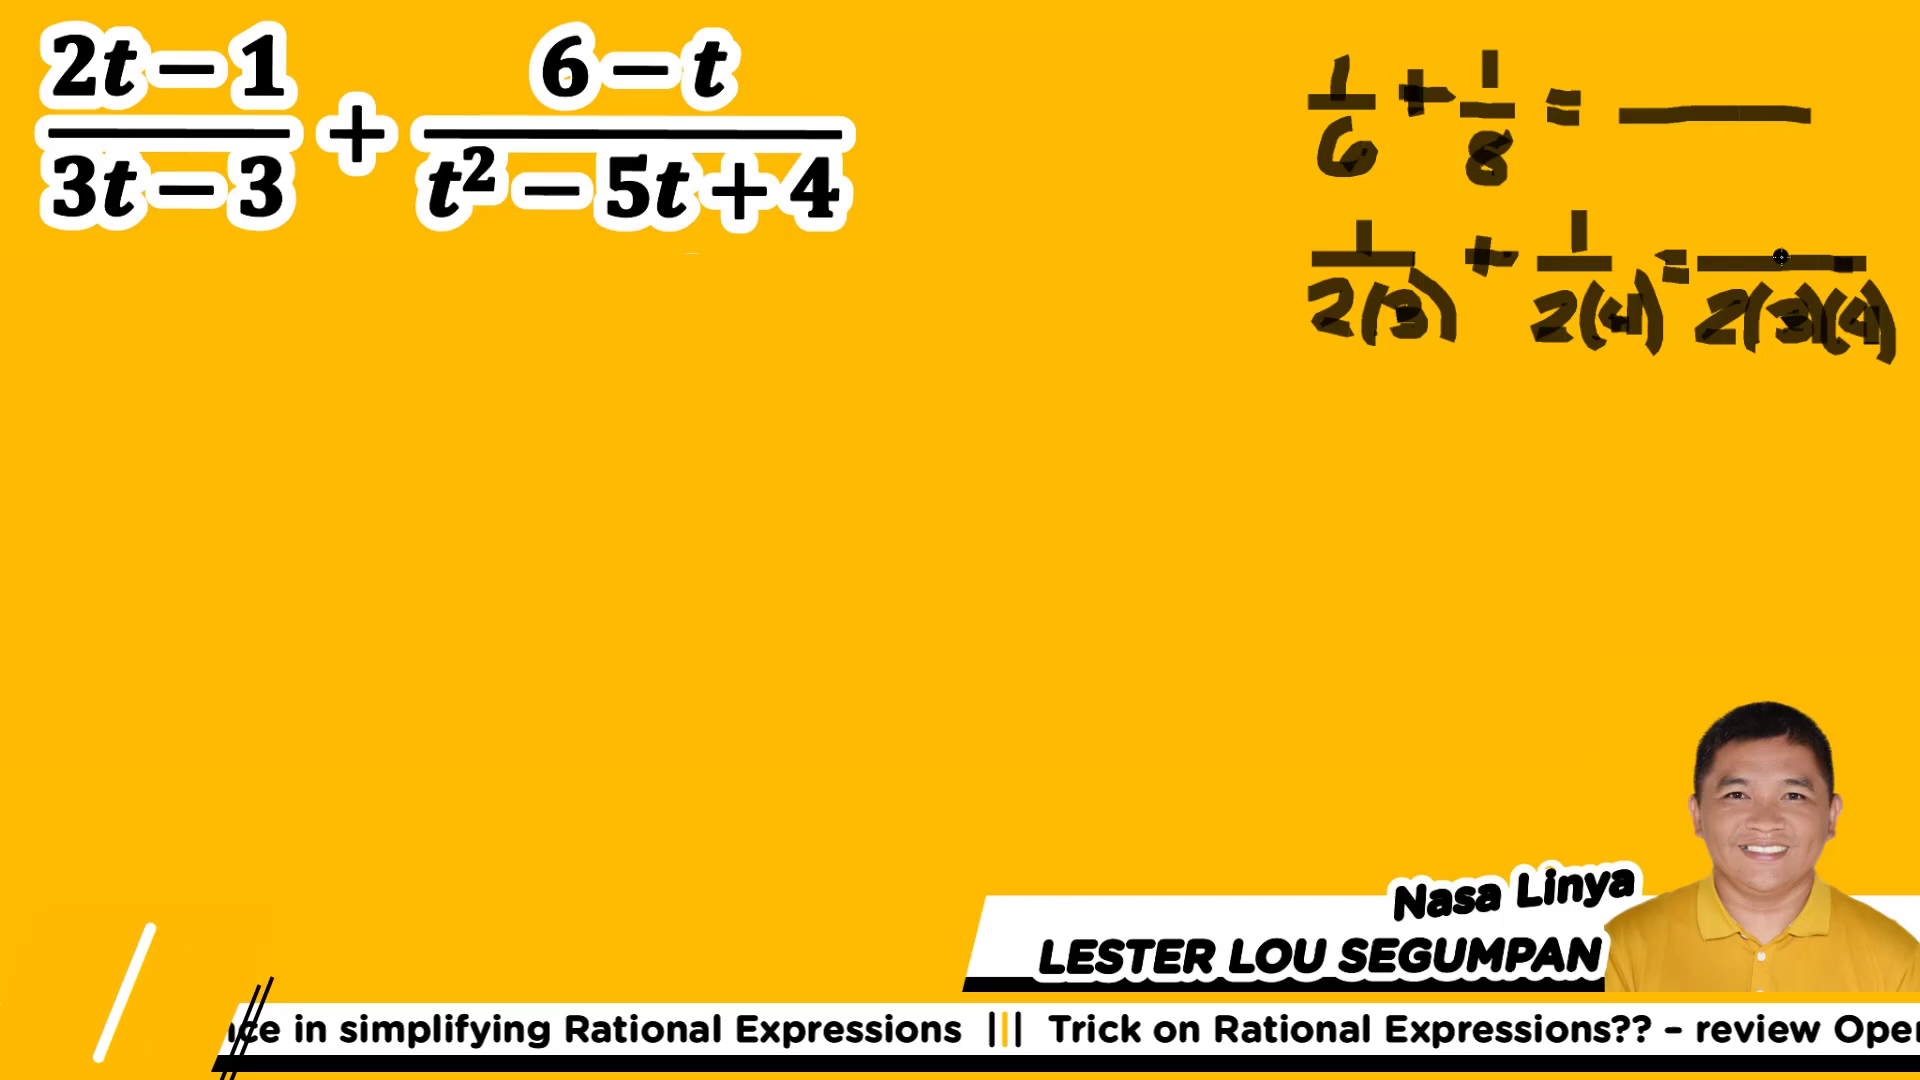 2t − 1 / 3t − 3 + 6 − t / t² − 5t + 4
1/6 + 1/8 = ____
1/2(3) + 1/2(4) = /2(3)(4)
Nasa Linya
LESTER LOU SEGUMPAN
ce in simplifying Rational Expressions ||| Trick on Rational Expressions?? - review Oper